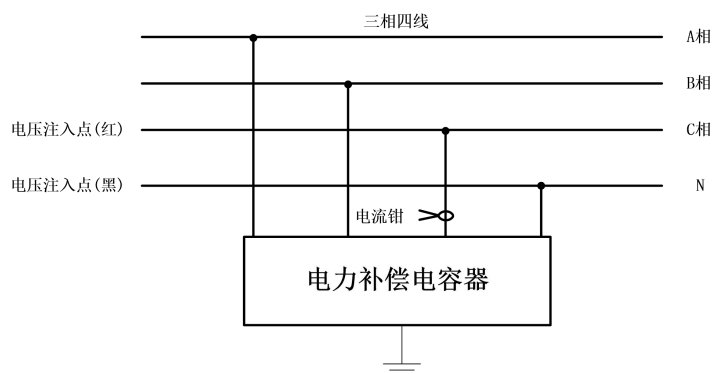 三相四线
A相
B相
电压注入点(红)
C相
电压注入点(黑)
N
电流钳
电力补偿电容器